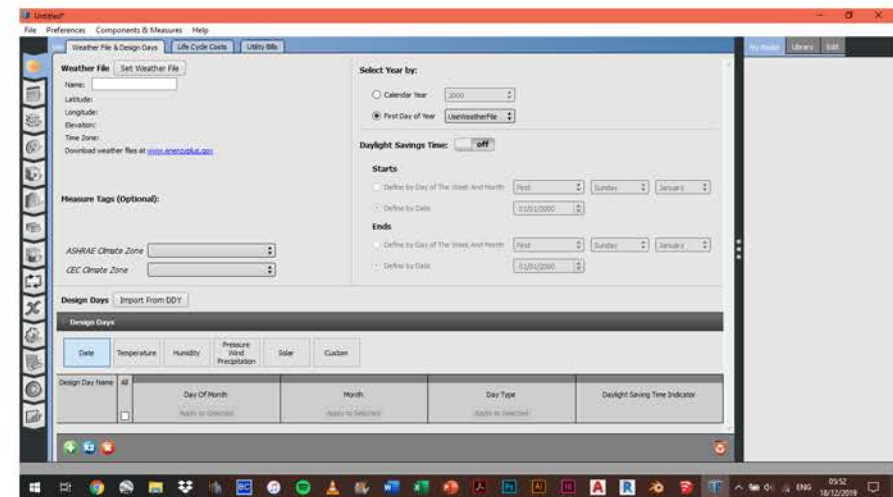 Untitled*
File Preferences Components & Measures Help
Weather File & Design Days Life Cycle Costs Utility Bills
My Model Library Edit
Weather File Set Weather File
Name:
Latitude:
Longitude:
Elevation:
Time Zone:
Download weather files at www.energyplus.gov
Measure Tags (Optional):
ASHRAE Climate Zone
CEC Climate Zone
Select Year by:
Calendar Year 2000
First Day of Year UseWeatherFile
Daylight Savings Time: off
Starts
Define by Day of The Week And Month First Sunday January
Define by Date 01/01/2000
Ends
Define by Day of The Week And Month First Sunday January
Define by Date 01/01/2000
Design Days Import From DDY
Design Days
Date Temperature Humidity Pressure Wind Precipitation Solar Custom
Design Day Name All Day Of Month Month Day Type Daylight Saving Time Indicator
Apply to Selected Apply to Selected Apply to Selected
BC Ps Ai Id A R
ENG 05:52
16/12/2019